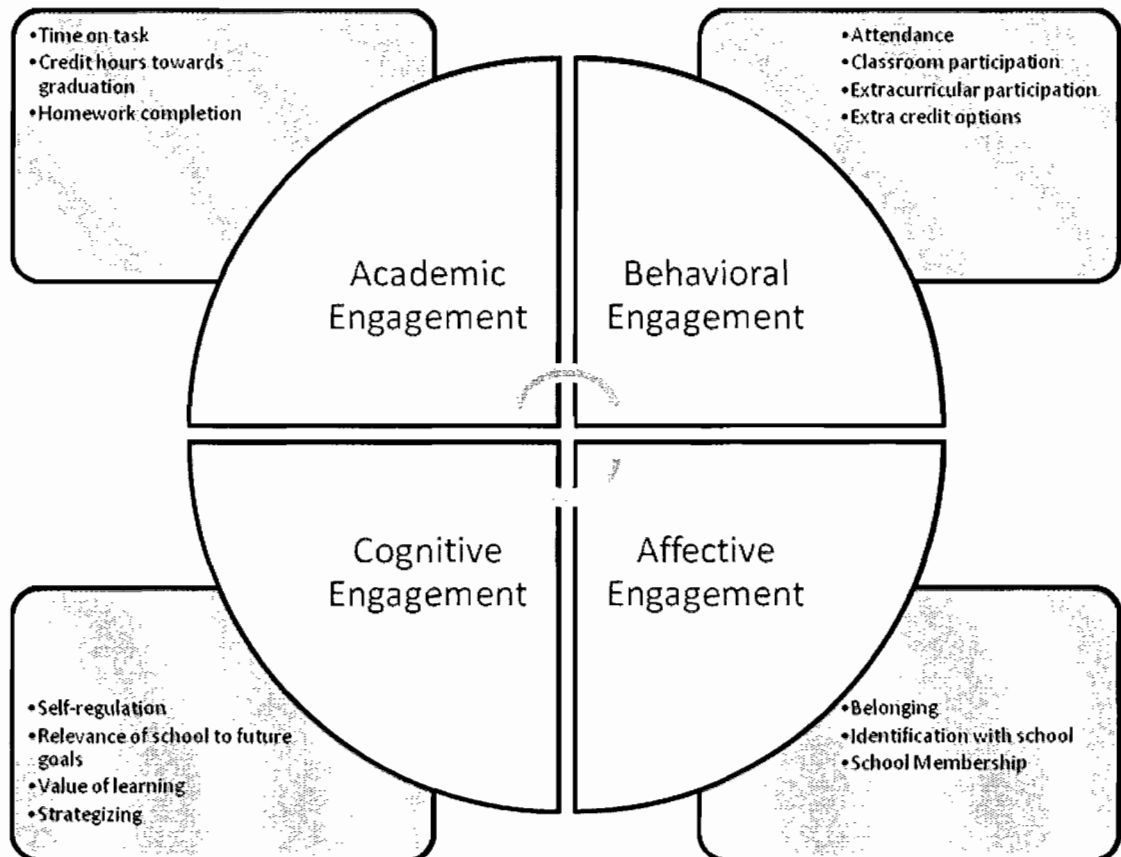 •Time on task
•Credit hours towards
graduation
•Homework completion
•Attendance
•Classroom participation
•Extracurricular participation
•Extra credit options
Academic
Engagement
Behavioral
Engagement
Cognitive
Engagement
Affective
Engagement
•Self-regulation
•Relevance of school to future
goals
•Value of learning
•Strategizing
•Belonging
•Identification with school
•School Membership